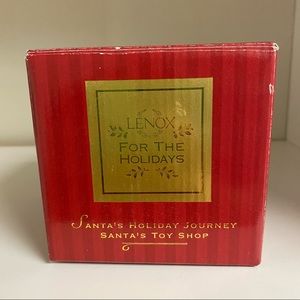 LENOX
FOR THE
HOLIDAYS
SANTA'S HOLIDAY JOURNEY
SANTA'S TOY SHOP